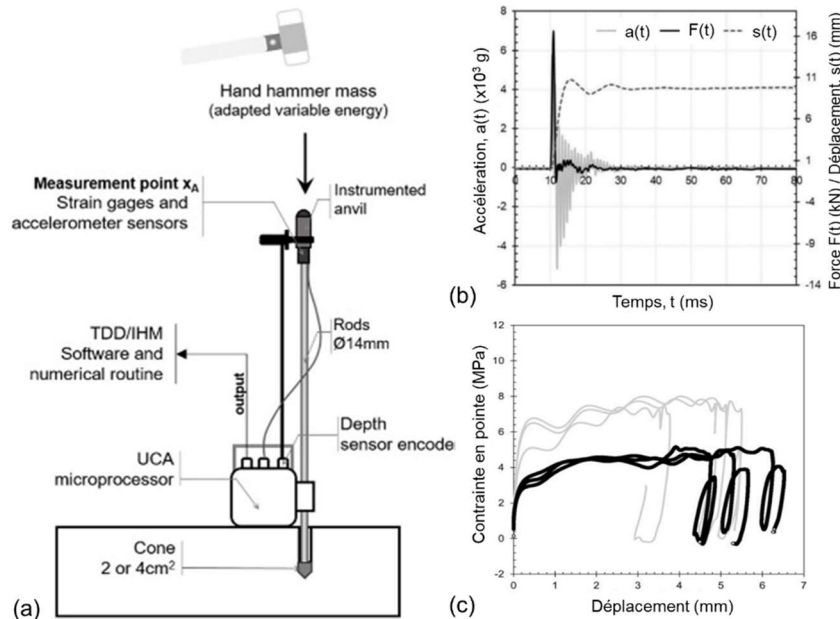 Hand hammer mass
(adapted variable energy)
Measurement point xA
Strain gages and
accelerometer sensors
Instrumented
anvil
TDD/IHM
Software and
numerical routine
output
Rods
Ø14mm
Depth
sensor encode
UCA
microprocessor
Cone
2 or 4cm²
(a)
8
6
4
2
0
-2
-4
-6
a(t) F(t) s(t)
16
11
6
1
-4
-9
-14
0 10 20 30 40 50 60 70 80
Accélération, a(t) (x10³ g)
Force F(t) (kN) / Déplacement, s(t) (mm)
Temps, t (ms)
(b)
12
10
8
6
4
2
0
-2
0 1 2 3 4 5 6 7
Contrainte en pointe (MPa)
Déplacement (mm)
(c)